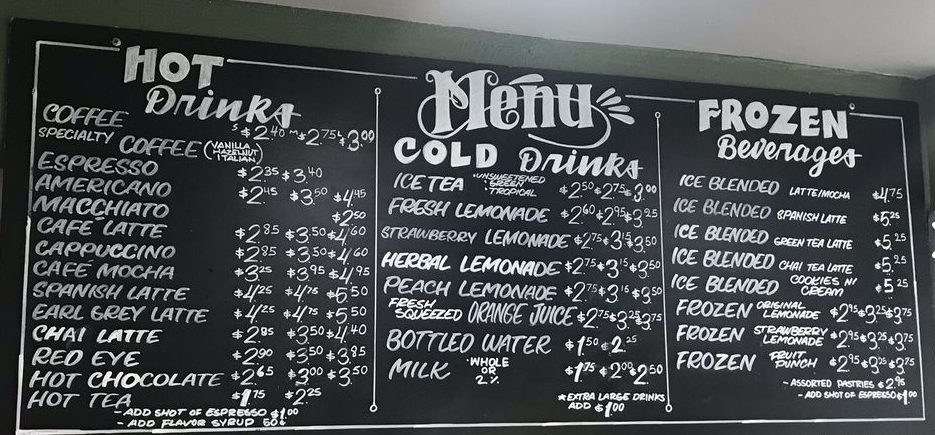 HOT
Drinks
COFFEE S $2.40 M $2.75 L $3.00
SPECIALTY COFFEE (VANILLA HAZELNUT ITALIAN)
ESPRESSO $2.35 $3.40
AMERICANO $2.45 $3.50 $4.45
MACCHIATO $2.50
CAFÉ LATTE $2.85 $3.50 $4.60
CAPPUCCINO $2.85 $3.50 $4.60
CAFÉ MOCHA $3.25 $3.95 $4.95
SPANISH LATTE $4.25 $4.75 $5.50
EARL GREY LATTE $4.25 $4.75 $5.50
CHAI LATTE $2.85 $3.50 $4.40
RED EYE $2.90 $3.50 $3.85
HOT CHOCOLATE $2.65 $3.00 $3.50
HOT TEA $1.75 $2.25
- ADD SHOT OF ESPRESSO $1.00
- ADD FLAVOR SYRUP 50¢
Menu
COLD Drinks
ICE TEA • UNSWEETENED • GREEN • TROPICAL $2.50 $2.75 $3.00
FRESH LEMONADE $2.60 $2.95 $3.25
STRAWBERRY LEMONADE $2.75 $3.15 $3.50
HERBAL LEMONADE $2.75 $3.15 $3.50
PEACH LEMONADE $2.75 $3.15 $3.50
FRESH SQUEEZED ORANGE JUICE $2.75 $3.25 $3.75
BOTTLED WATER $1.50 $2.25
MILK • WHOLE OR 2% $1.75 $2.00 $2.50
*EXTRA LARGE DRINKS
ADD $1.00
FROZEN
Beverages
ICE BLENDED LATTE/MOCHA $4.75
ICE BLENDED SPANISH LATTE $5.25
ICE BLENDED GREEN TEA LATTE $5.25
ICE BLENDED CHAI TEA LATTE $5.25
ICE BLENDED COOKIES N' CREAM $5.25
FROZEN ORIGINAL LEMONADE $2.95 $3.25 $3.75
FROZEN STRAWBERRY LEMONADE $2.95 $3.25 $3.75
FROZEN FRUIT PUNCH $2.95 $3.25 $3.75
- ASSORTED PASTRIES $2.95
- ADD SHOT OF ESPRESSO $1.00